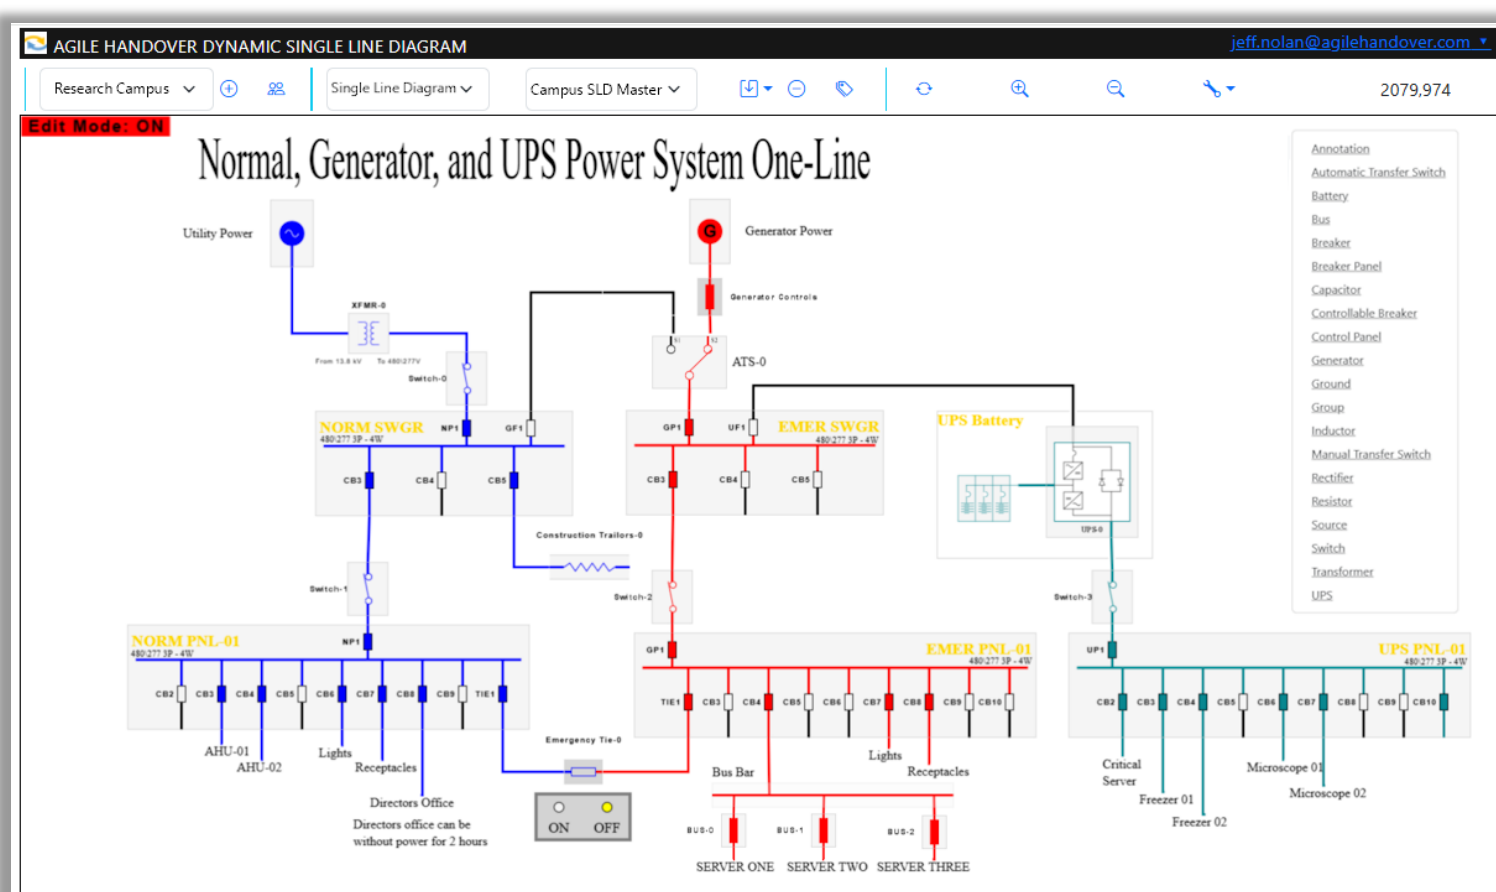 AGILE HANDOVER DYNAMIC SINGLE LINE DIAGRAM
jeff.nolan@agilehandover.com
Research Campus
Single Line Diagram
Campus SLD Master
2079,974
Edit Mode: ON
Normal, Generator, and UPS Power System One-Line
Utility Power
G
Generator Power
Generator Controls
XFMR-0
From 13.8 kV To 480\277V
Switch-0
S1 S2
ATS-0
NORM SWGR
480\277 3P - 4W
NP1
GF1
CB3
CB4
CB5
GP1
UF1
EMER SWGR
480\277 3P - 4W
CB3
CB4
CB5
UPS Battery
UPS-0
Construction Trailors-0
Switch-1
Switch-2
Switch-3
NORM PNL-01
480\277 3P - 4W
NP1
CB2
CB3
CB4
CB5
CB6
CB7
CB8
CB9
TIE1
AHU-01
AHU-02
Lights
Receptacles
Directors Office
Directors office can be
without power for 2 hours
Emergency Tie-0
ON
OFF
GP1
EMER PNL-01
480\277 3P - 4W
TIE1
CB3
CB4
CB5
CB6
CB7
CB8
CB9
CB10
Lights
Receptacles
Bus Bar
BUS-0
BUS-1
BUS-2
SERVER ONE
SERVER TWO
SERVER THREE
UP1
UPS PNL-01
480\277 3P - 4W
CB2
CB3
CB4
CB5
CB6
CB7
CB8
CB9
CB10
Critical
Server
Freezer 01
Freezer 02
Microscope 01
Microscope 02
Annotation
Automatic Transfer Switch
Battery
Bus
Breaker
Breaker Panel
Capacitor
Controllable Breaker
Control Panel
Generator
Ground
Group
Inductor
Manual Transfer Switch
Rectifier
Resistor
Source
Switch
Transformer
UPS